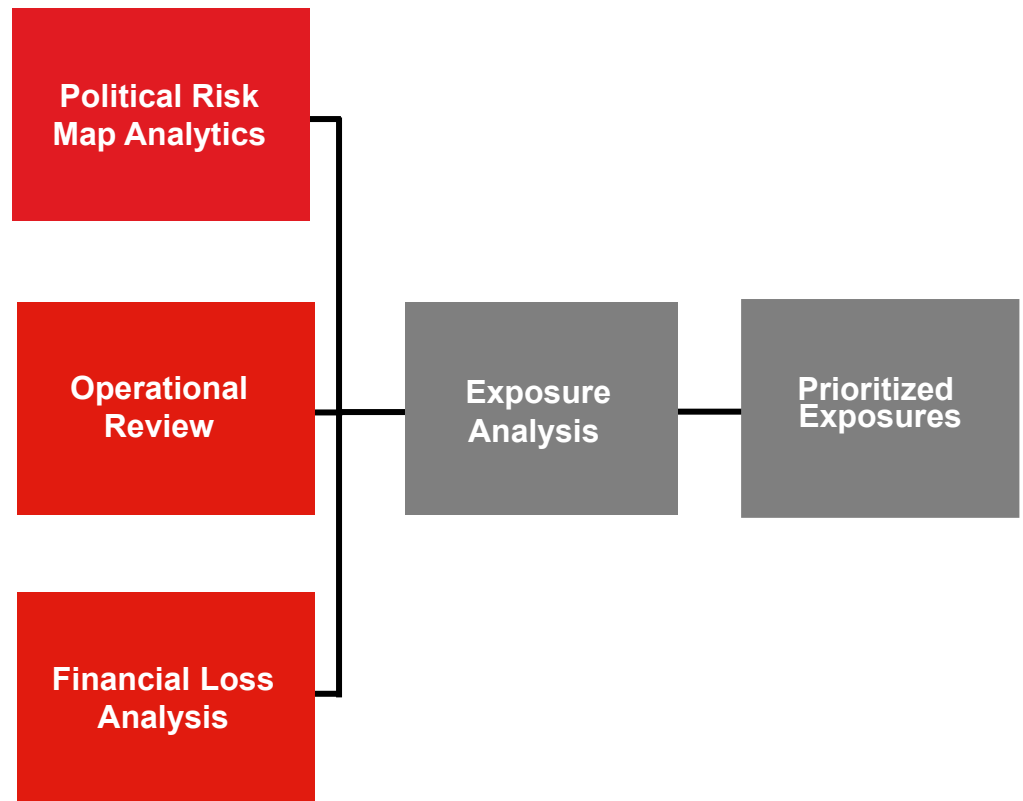 Political Risk
Map Analytics
Operational
Review
Exposure
Analysis
Prioritized
Exposures
Financial Loss
Analysis